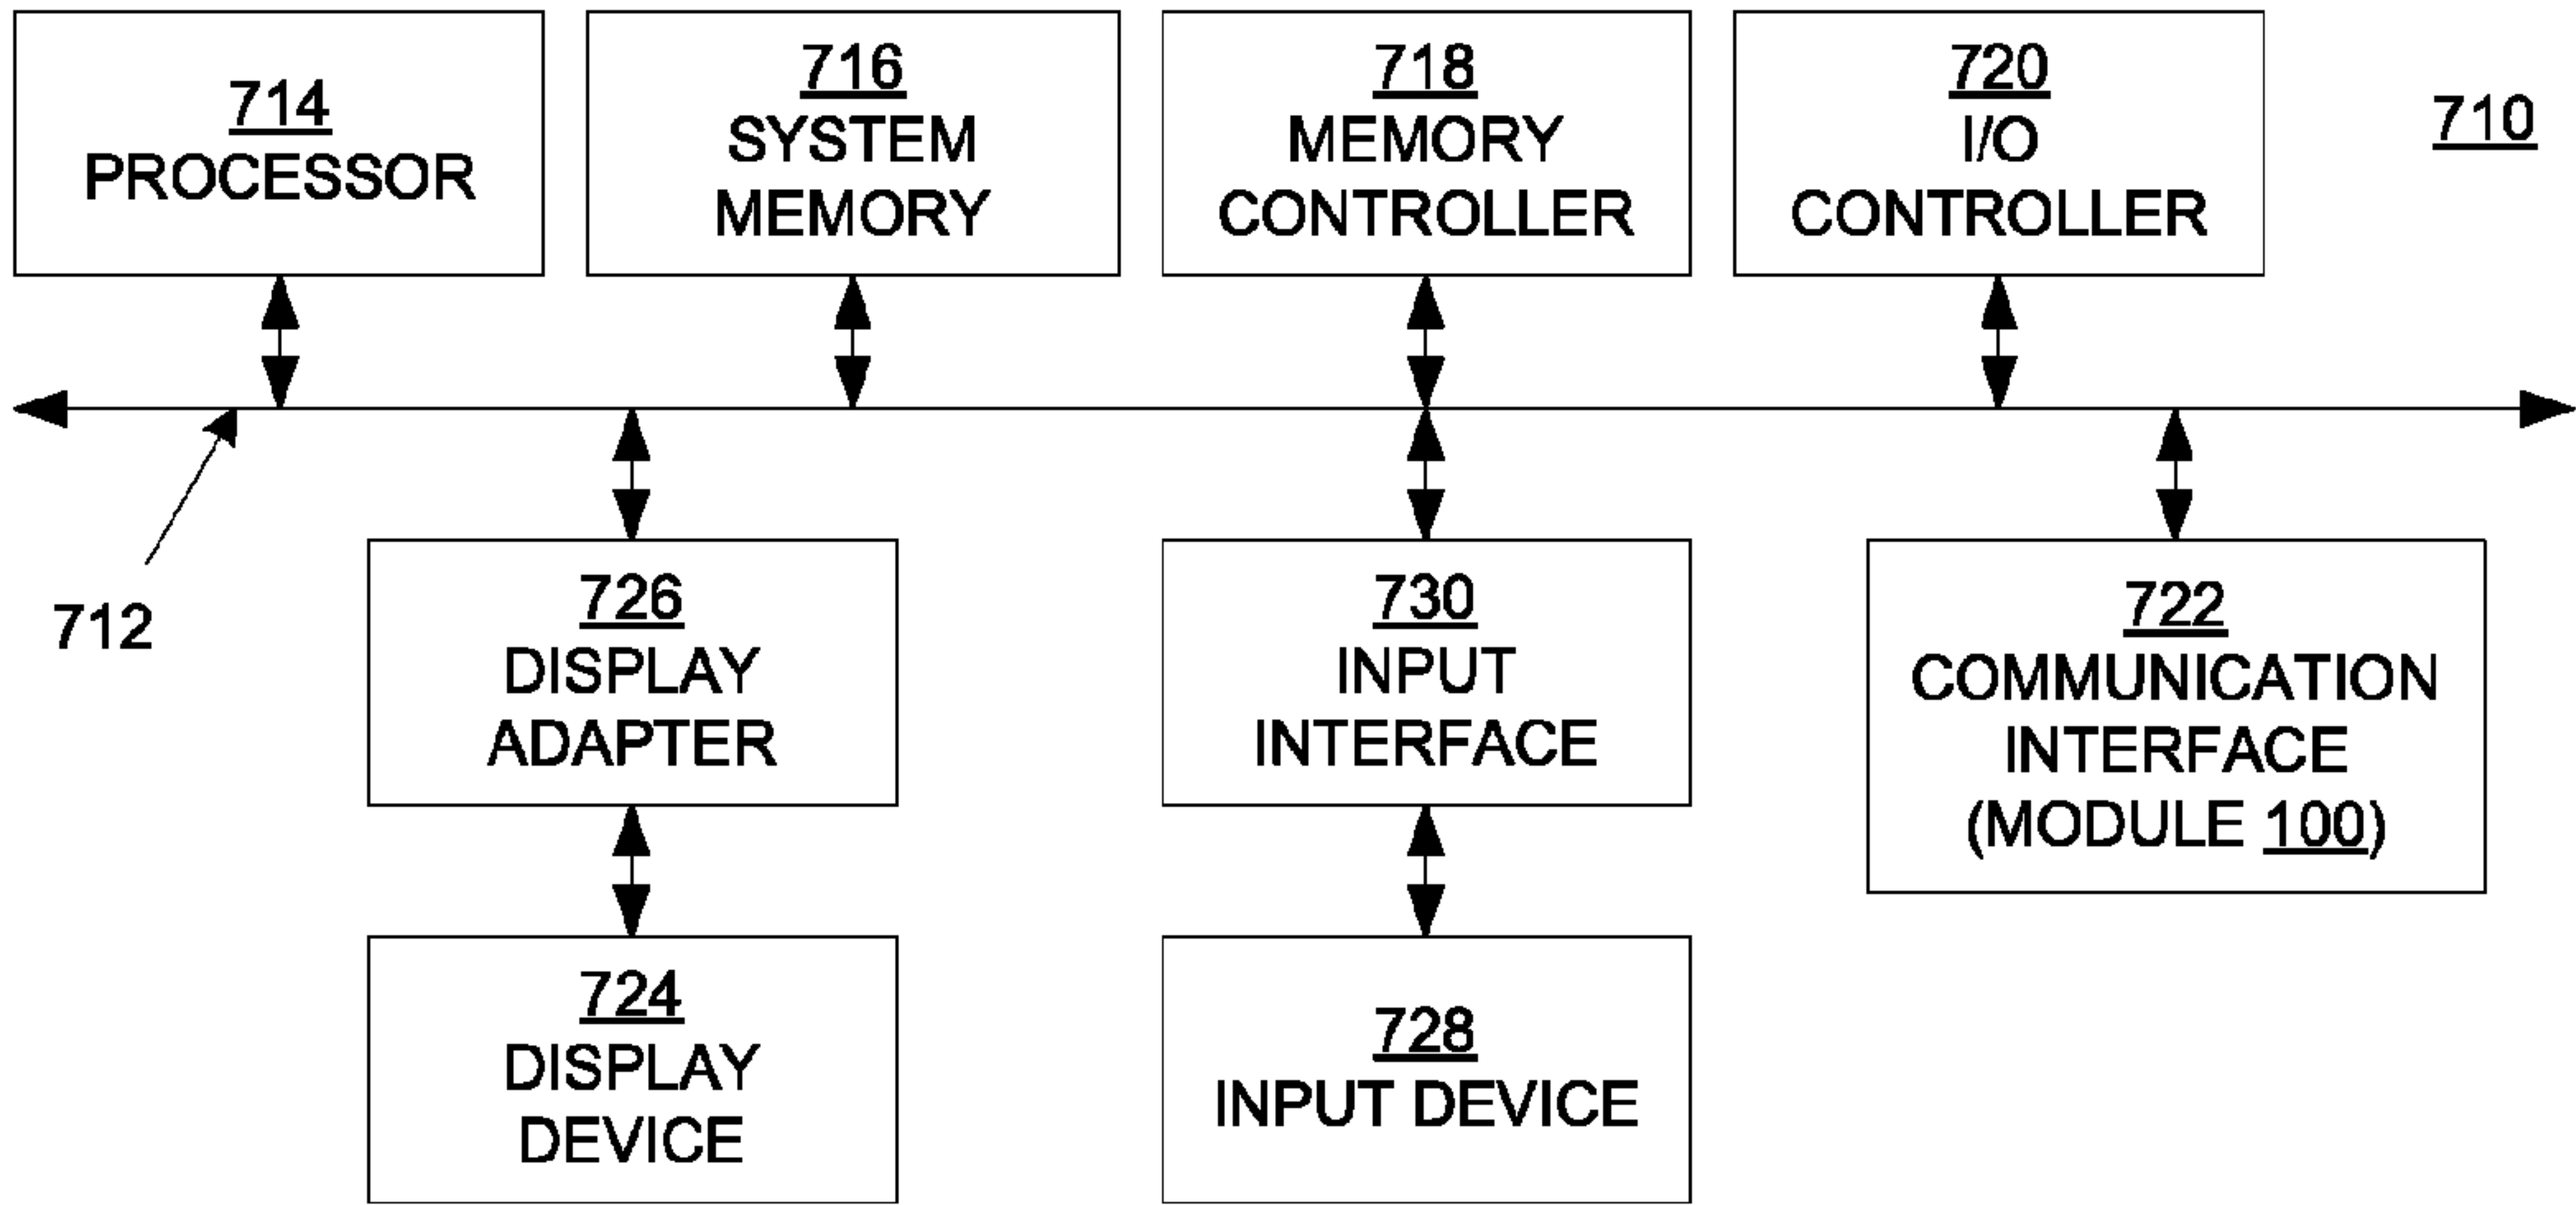 714
PROCESSOR
716
SYSTEM
MEMORY
718
MEMORY
CONTROLLER
720
I/O
CONTROLLER
710
712
726
DISPLAY
ADAPTER
730
INPUT
INTERFACE
722
COMMUNICATION
INTERFACE
(MODULE 100)
724
DISPLAY
DEVICE
728
INPUT DEVICE